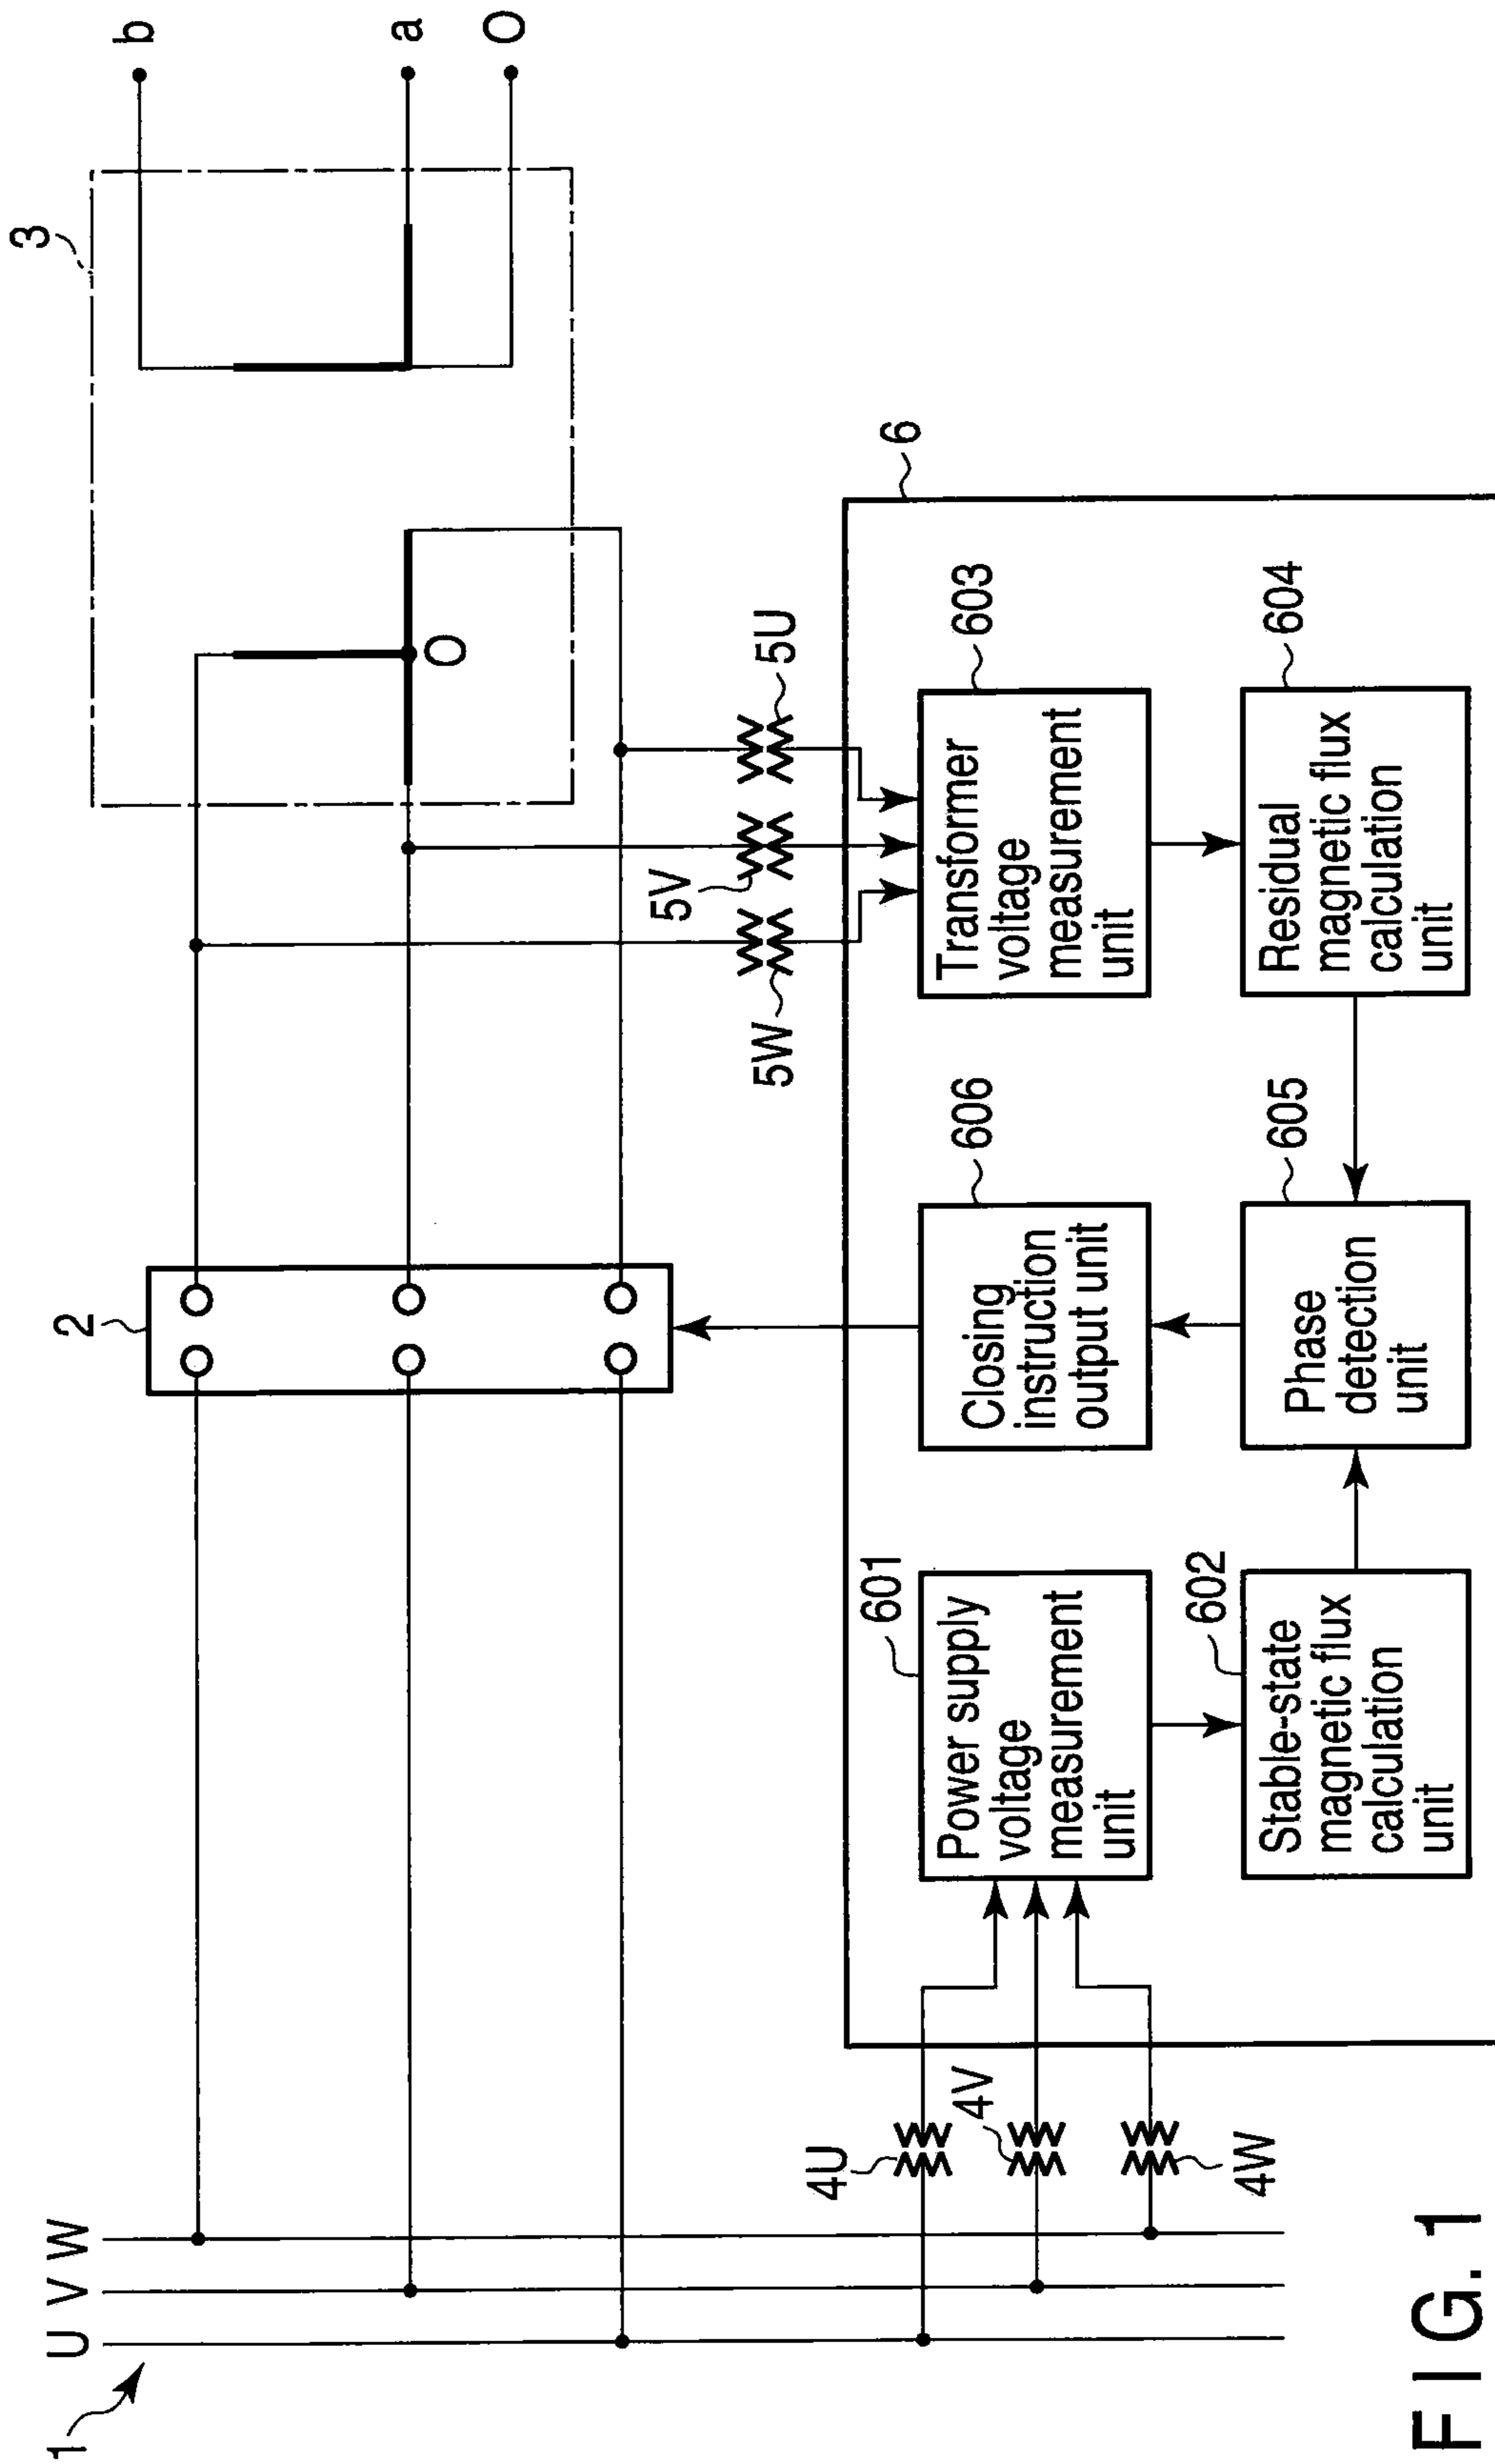 1
U
V
W
2
3
b
a
O
O
4U
4V
4W
5W
5V
5U
6
601
Power supply
voltage
measurement
unit
602
Stable-state
magnetic flux
calculation
unit
606
Closing
instruction
output unit
605
Phase
detection
unit
603
Transformer
voltage
measurement
unit
604
Residual
magnetic flux
calculation
unit
FIG. 1